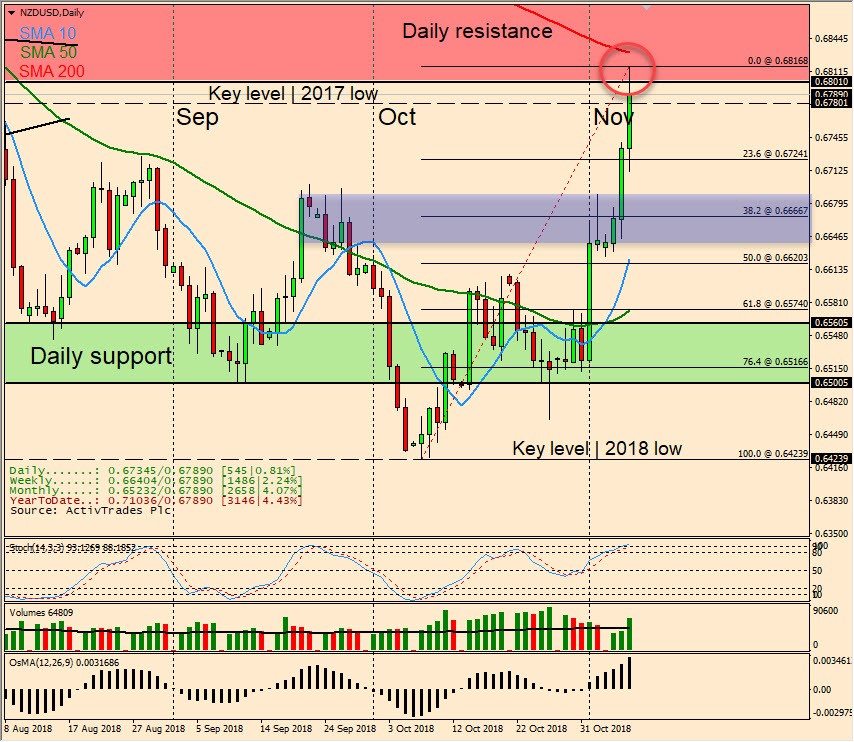 NZDUSD,Daily
SMA 10
SMA 50
SMA 200
Daily resistance
0.68445
0.0 @ 0.68168
0.68115
0.68010
Key level | 2017 low
0.67890
0.67801
Sep
Oct
Nov
0.67455
23.6 @ 0.67241
0.67125
0.66795
38.2 @ 0.66667
0.66465
50.0 @ 0.66203
0.66135
0.65810
61.8 @ 0.65740
0.65605
0.65480
Daily support
76.4 @ 0.65166
0.65150
0.65005
0.64820
0.64490
Key level | 2018 low
100.0 @ 0.64239
0.64239
0.64160
0.63830
0.63500
Daily......: 0.67345/0.67890 [545|0.81%]
Weekly.....: 0.66404/0.67890 [1486|2.24%]
Monthly....: 0.65232/0.67890 [2658|4.07%]
YearToDate..: 0.71036/0.67890 [3146|4.43%]
Source: ActivTrades Plc
Stoch(14,3,3) 93.1269 88.1852
80
50
20
Volumes 64809
90600
0
OsMA(12,26,9) 0.0031686
0.00
8 Aug 2018
17 Aug 2018
27 Aug 2018
5 Sep 2018
14 Sep 2018
24 Sep 2018
3 Oct 2018
12 Oct 2018
22 Oct 2018
31 Oct 2018